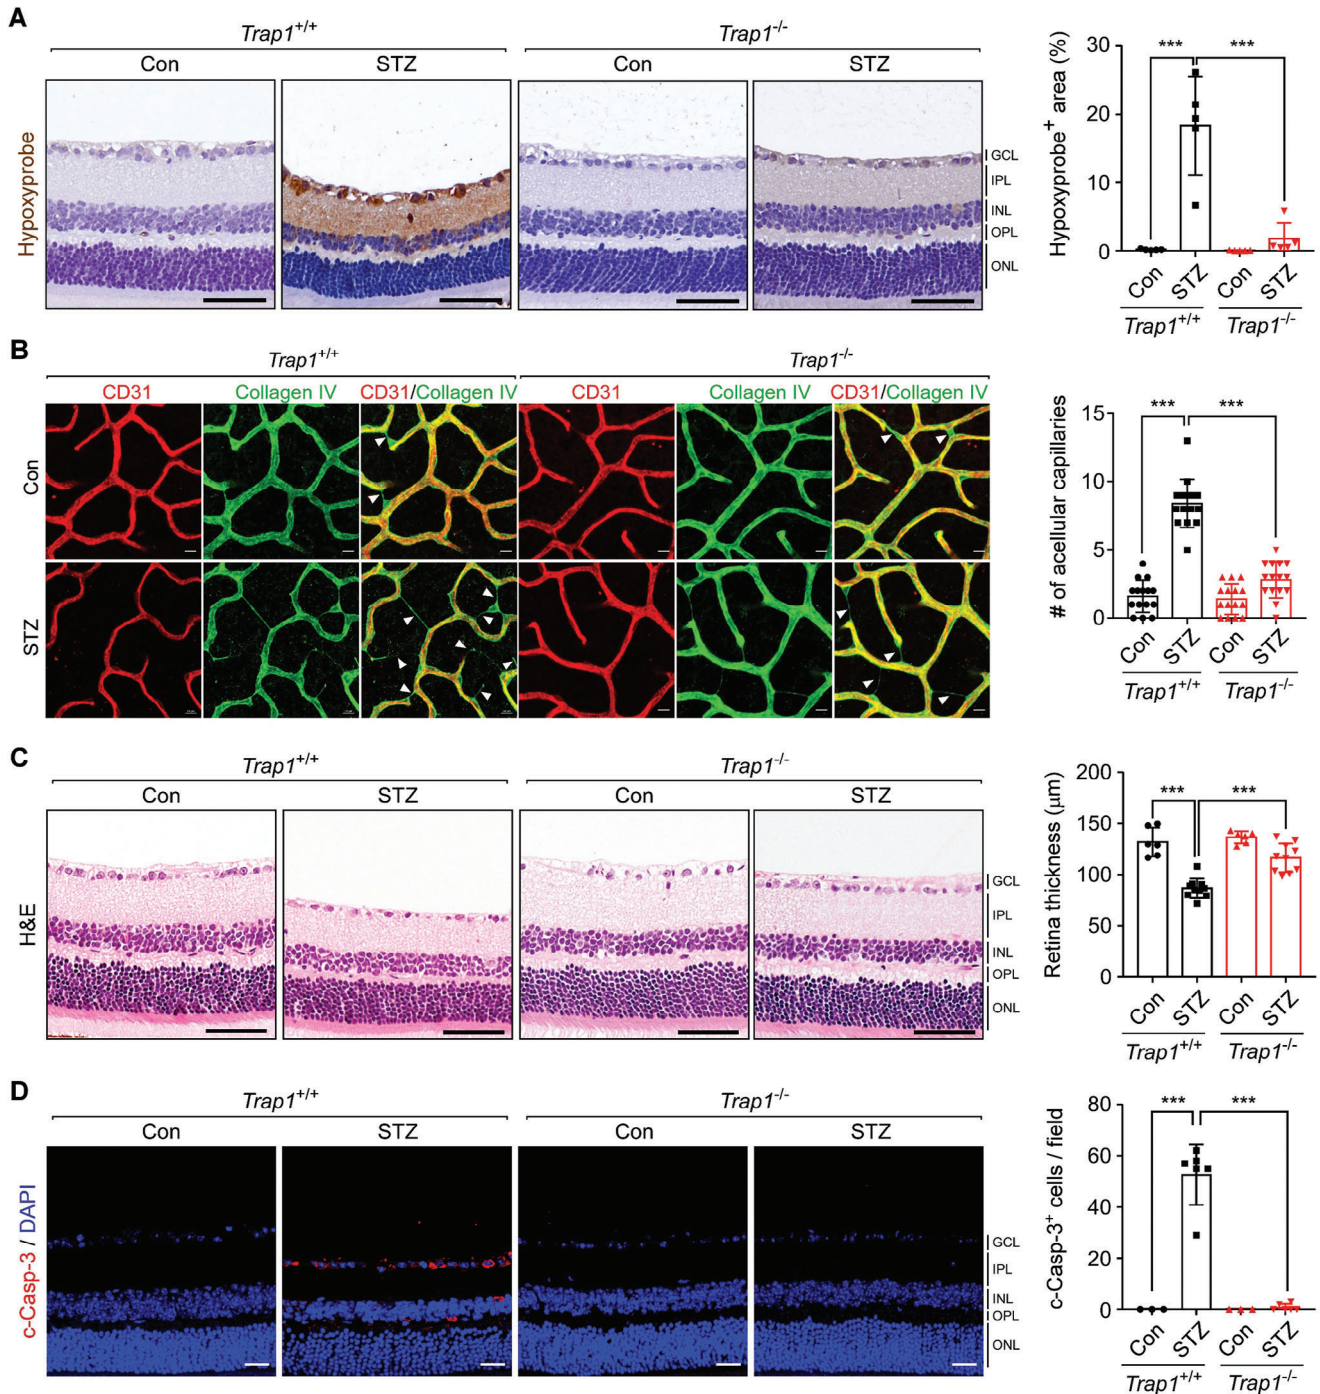 A
Trap1+/+
Trap1-/-
Con
STZ
Con
STZ
Hypoxyprobe
GCL
IPL
INL
OPL
ONL
Hypoxyprobe+ area (%)
30
20
10
0
***
***
Con
STZ
Con
STZ
Trap1+/+
Trap1-/-
B
Trap1+/+
Trap1-/-
CD31
Collagen IV
CD31/Collagen IV
CD31
Collagen IV
CD31/Collagen IV
Con
STZ
# of acellular capillaries
15
10
5
0
***
***
Con
STZ
Con
STZ
Trap1+/+
Trap1-/-
C
Trap1+/+
Trap1-/-
Con
STZ
Con
STZ
H&E
GCL
IPL
INL
OPL
ONL
Retina thickness (μm)
200
150
100
50
0
***
***
Con
STZ
Con
STZ
Trap1+/+
Trap1-/-
D
Trap1+/+
Trap1-/-
Con
STZ
Con
STZ
c-Casp-3 / DAPI
GCL
IPL
INL
OPL
ONL
c-Casp-3+ cells / field
80
60
40
20
0
***
***
Con
STZ
Con
STZ
Trap1+/+
Trap1-/-